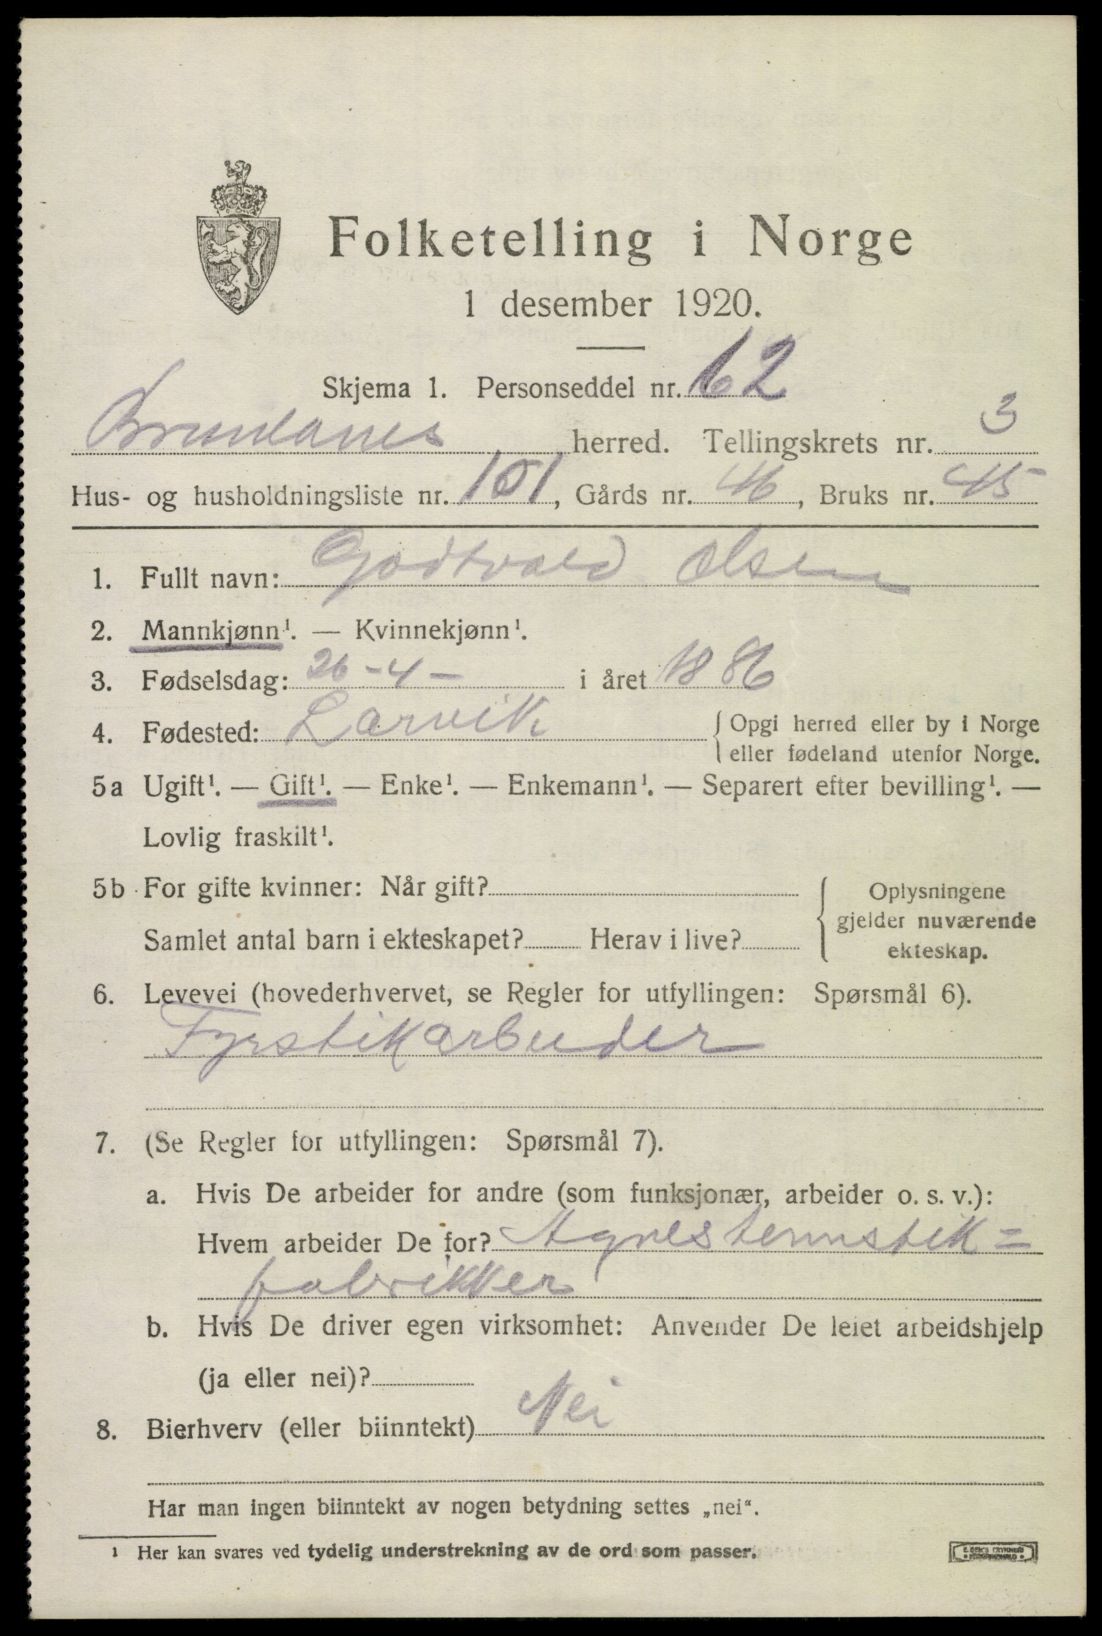 Folketelling i Norge
1 desember 1920.
Skjema 1. Personseddel nr. 62
Brunlanes herred. Tellingskrets nr. 3
Hus- og husholdningsliste nr. 101, Gårds nr. 46, Bruks nr. 45
1. Fullt navn: Godtvald Olsen
2. Mannkjønn¹. — Kvinnekjønn¹.
3. Fødselsdag: 26-4- i året 1886
4. Fødested: Larvik { Opgi herred eller by i Norge
eller fødeland utenfor Norge.
5a Ugift¹. — Gift¹. — Enke¹. — Enkemann¹. — Separert efter bevilling¹. —
Lovlig fraskilt¹.
5b For gifte kvinner: Når gift? { Oplysningene
gjelder nuværende
Samlet antal barn i ekteskapet? Herav i live?
ekteskap.
6. Levevei (hovederhvervet, se Regler for utfyllingen: Spørsmål 6).
Fyrstikarbeider
7. (Se Regler for utfyllingen: Spørsmål 7).
a. Hvis De arbeider for andre (som funksjonær, arbeider o. s. v.):
Hvem arbeider De for? Agnes tennstik=
fabrikker
b. Hvis De driver egen virksomhet: Anvender De leiet arbeidshjelp
(ja eller nei)?
8. Bierhverv (eller biinntekt) Nei
Har man ingen biinntekt av nogen betydning settes „nei“.
¹ Her kan svares ved tydelig understrekning av de ord som passer.